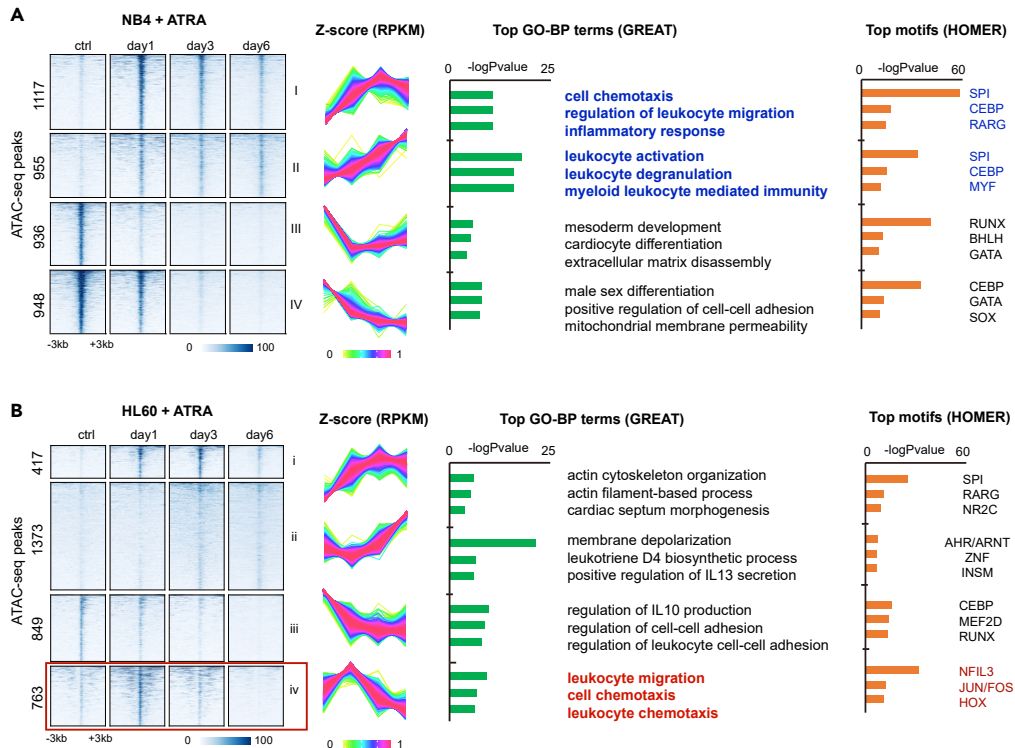 A
NB4 + ATRA
Z-score (RPKM)
Top GO-BP terms (GREAT)
Top motifs (HOMER)
ctrl day1 day3 day6
0 -logPvalue 25
0 -logPvalue 60
ATAC-seq peaks
1117
955
936
948
I
II
III
IV
cell chemotaxis
regulation of leukocyte migration
inflammatory response
leukocyte activation
leukocyte degranulation
myeloid leukocyte mediated immunity
mesoderm development
cardiocyte differentiation
extracellular matrix disassembly
male sex differentiation
positive regulation of cell-cell adhesion
mitochondrial membrane permeability
SPI
CEBP
RARG
SPI
CEBP
MYF
RUNX
BHLH
GATA
CEBP
GATA
SOX
-3kb +3kb 0 100
0 1
B
HL60 + ATRA
Z-score (RPKM)
Top GO-BP terms (GREAT)
Top motifs (HOMER)
ctrl day1 day3 day6
0 -logPvalue 25
0 -logPvalue 60
ATAC-seq peaks
417
1373
849
763
i
ii
iii
iv
actin cytoskeleton organization
actin filament-based process
cardiac septum morphogenesis
membrane depolarization
leukotriene D4 biosynthetic process
positive regulation of IL13 secretion
regulation of IL10 production
regulation of cell-cell adhesion
regulation of leukocyte cell-cell adhesion
leukocyte migration
cell chemotaxis
leukocyte chemotaxis
SPI
RARG
NR2C
AHR/ARNT
ZNF
INSM
CEBP
MEF2D
RUNX
NFIL3
JUN/FOS
HOX
-3kb +3kb 0 100
0 1